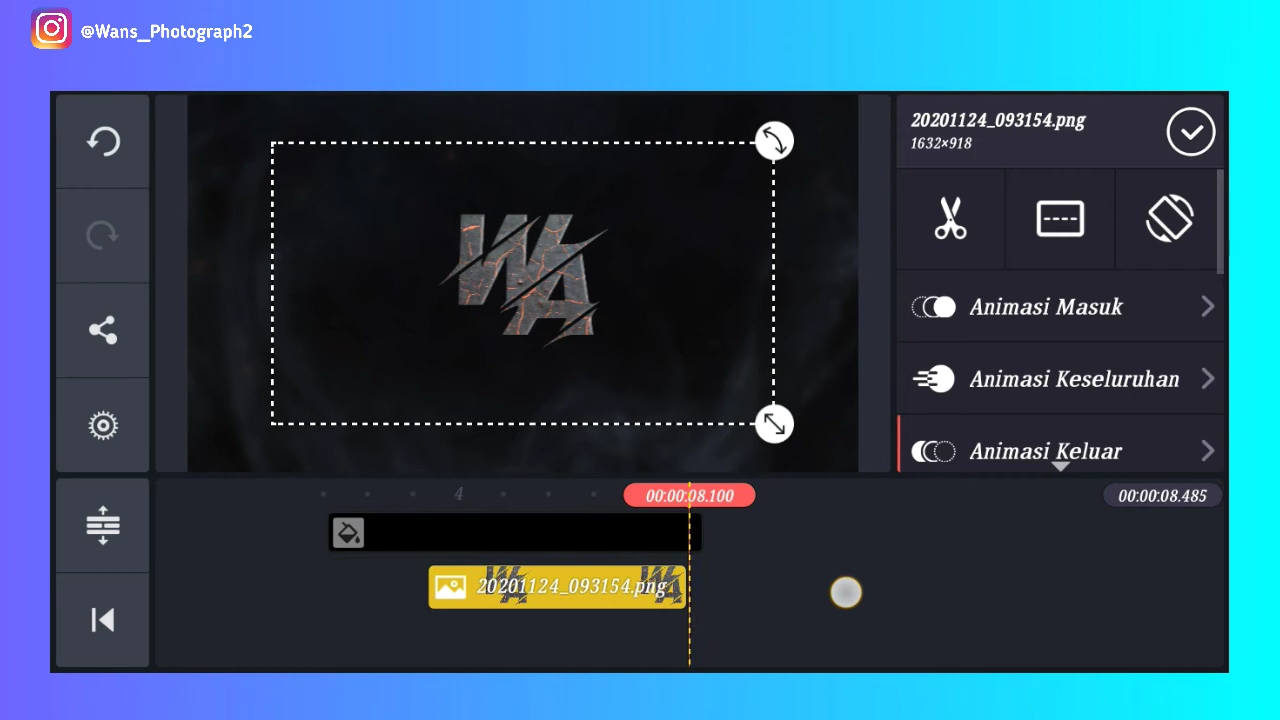 @Wans_Photograph2
20201124_093154.png
1632×918
WA
Animasi Masuk
Animasi Keseluruhan
Animasi Keluar
4
00:00:08.100
00:00:08.485
20201124_093154.png